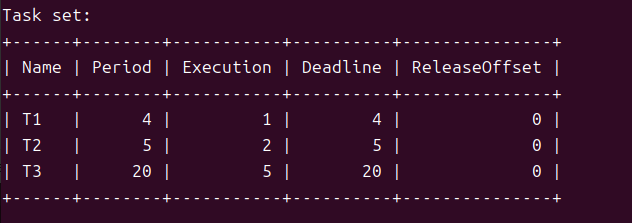 Task set:
+------+--------+-----------+----------+---------------+
| Name | Period | Execution | Deadline | ReleaseOffset |
+------+--------+-----------+----------+---------------+
| T1   |      4 |         1 |        4 |             0 |
| T2   |      5 |         2 |        5 |             0 |
| T3   |     20 |         5 |       20 |             0 |
+------+--------+-----------+----------+---------------+